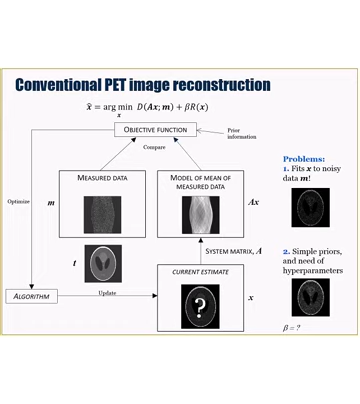 Conventional PET image reconstruction
x̂ = arg min D(Ax; m) + βR(x)
x
OBJECTIVE FUNCTION
Prior
information
Compare
Problems:
1. Fits x to noisy
data m!
MEASURED DATA
MODEL OF MEAN OF
MEASURED DATA
Optimize
m
Ax
SYSTEM MATRIX, A
t
2. Simple priors,
and need of
hyperparameters
CURRENT ESTIMATE
ALGORITHM
Update
?
x
β = ?